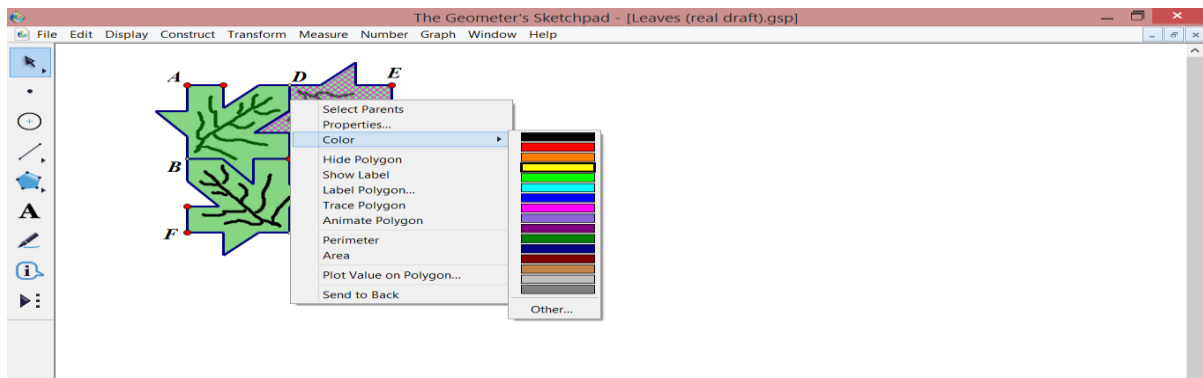 The Geometer's Sketchpad - [Leaves (real draft).gsp]
File Edit Display Construct Transform Measure Number Graph Window Help
A D E
B
F
A
Select Parents
Properties...
Color
Hide Polygon
Show Label
Label Polygon...
Trace Polygon
Animate Polygon
Perimeter
Area
Plot Value on Polygon...
Send to Back
Other...